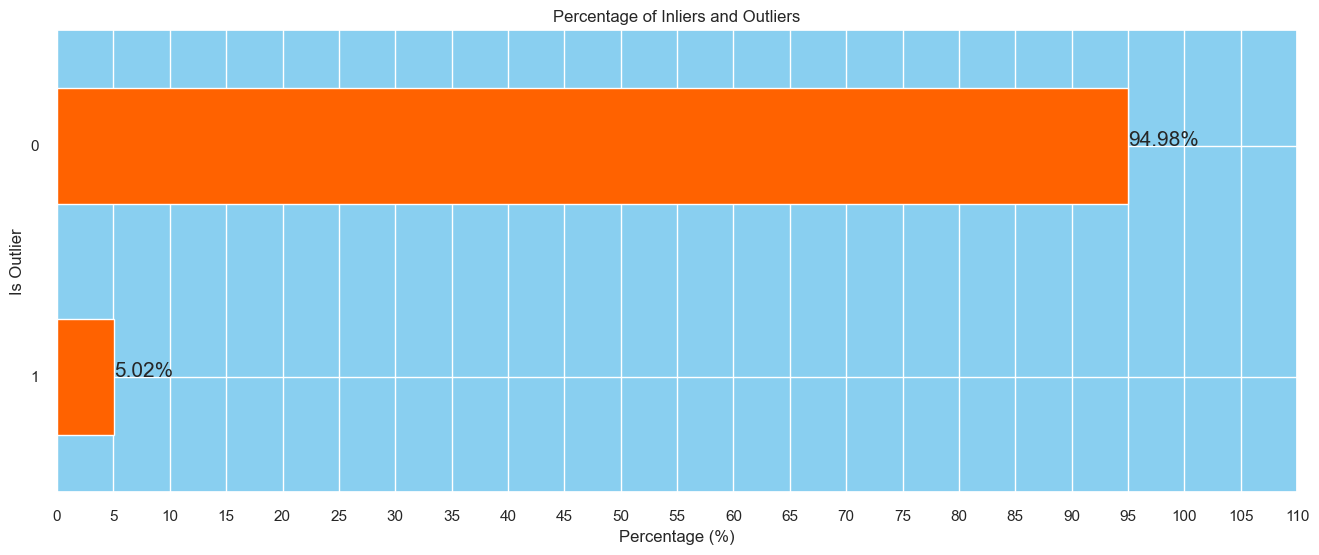 Percentage of Inliers and Outliers
Is Outlier
0
94.98%
1
5.02%
0 5 10 15 20 25 30 35 40 45 50 55 60 65 70 75 80 85 90 95 100 105 110
Percentage (%)